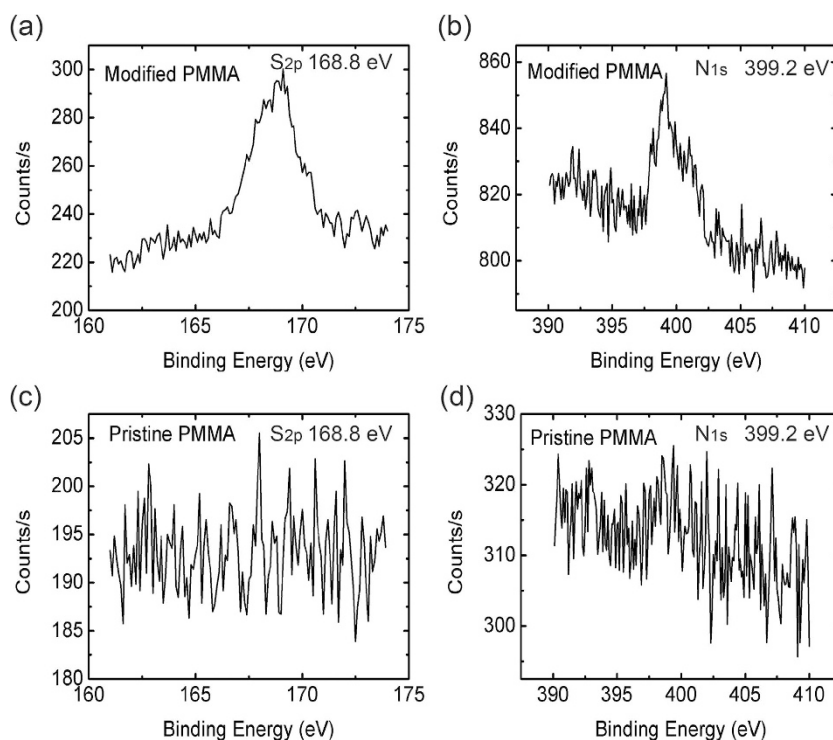 (a)
Modified PMMA S2p 168.8 eV
Counts/s
300
280
260
240
220
200
160 165 170 175
Binding Energy (eV)
(b)
Modified PMMA N1s 399.2 eV
Counts/s
860
840
820
800
390 395 400 405 410
Binding Energy (eV)
(c)
Pristine PMMA S2p 168.8 eV
Counts/s
205
200
195
190
185
180
160 165 170 175
Binding Energy (eV)
(d)
Pristine PMMA N1s 399.2 eV
Counts/s
330
320
310
300
390 395 400 405 410
Binding Energy (eV)